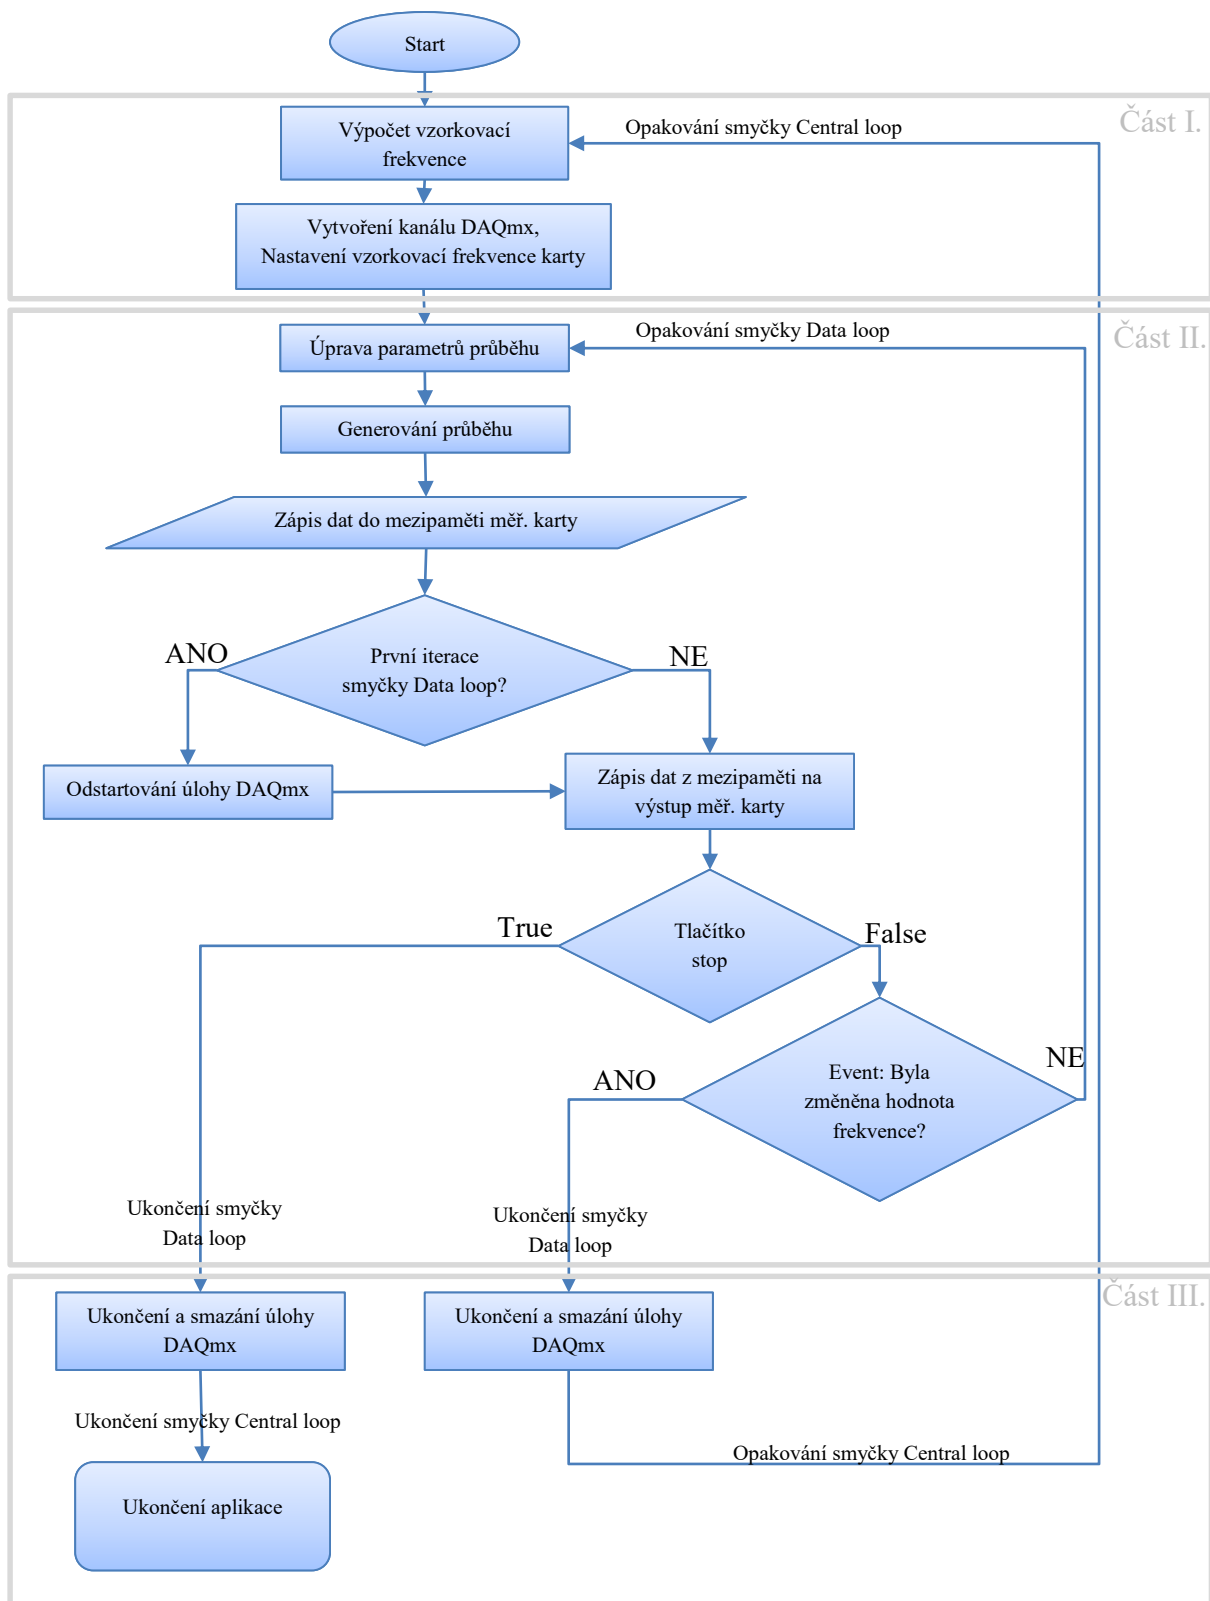 Start
Část I.
Opakování smyčky Central loop
Výpočet vzorkovací
frekvence
Vytvoření kanálu DAQmx,
Nastavení vzorkovací frekvence karty
Část II.
Opakování smyčky Data loop
Úprava parametrů průběhu
Generování průběhu
Zápis dat do mezipaměti měř. karty
ANO
První iterace
smyčky Data loop?
NE
Odstartování úlohy DAQmx
Zápis dat z mezipaměti na
výstup měř. karty
True
Tlačítko
stop
False
ANO
Event: Byla
změněna hodnota
frekvence?
NE
Ukončení smyčky
Data loop
Ukončení smyčky
Data loop
Část III.
Ukončení a smazání úlohy
DAQmx
Ukončení a smazání úlohy
DAQmx
Ukončení smyčky Central loop
Opakování smyčky Central loop
Ukončení aplikace